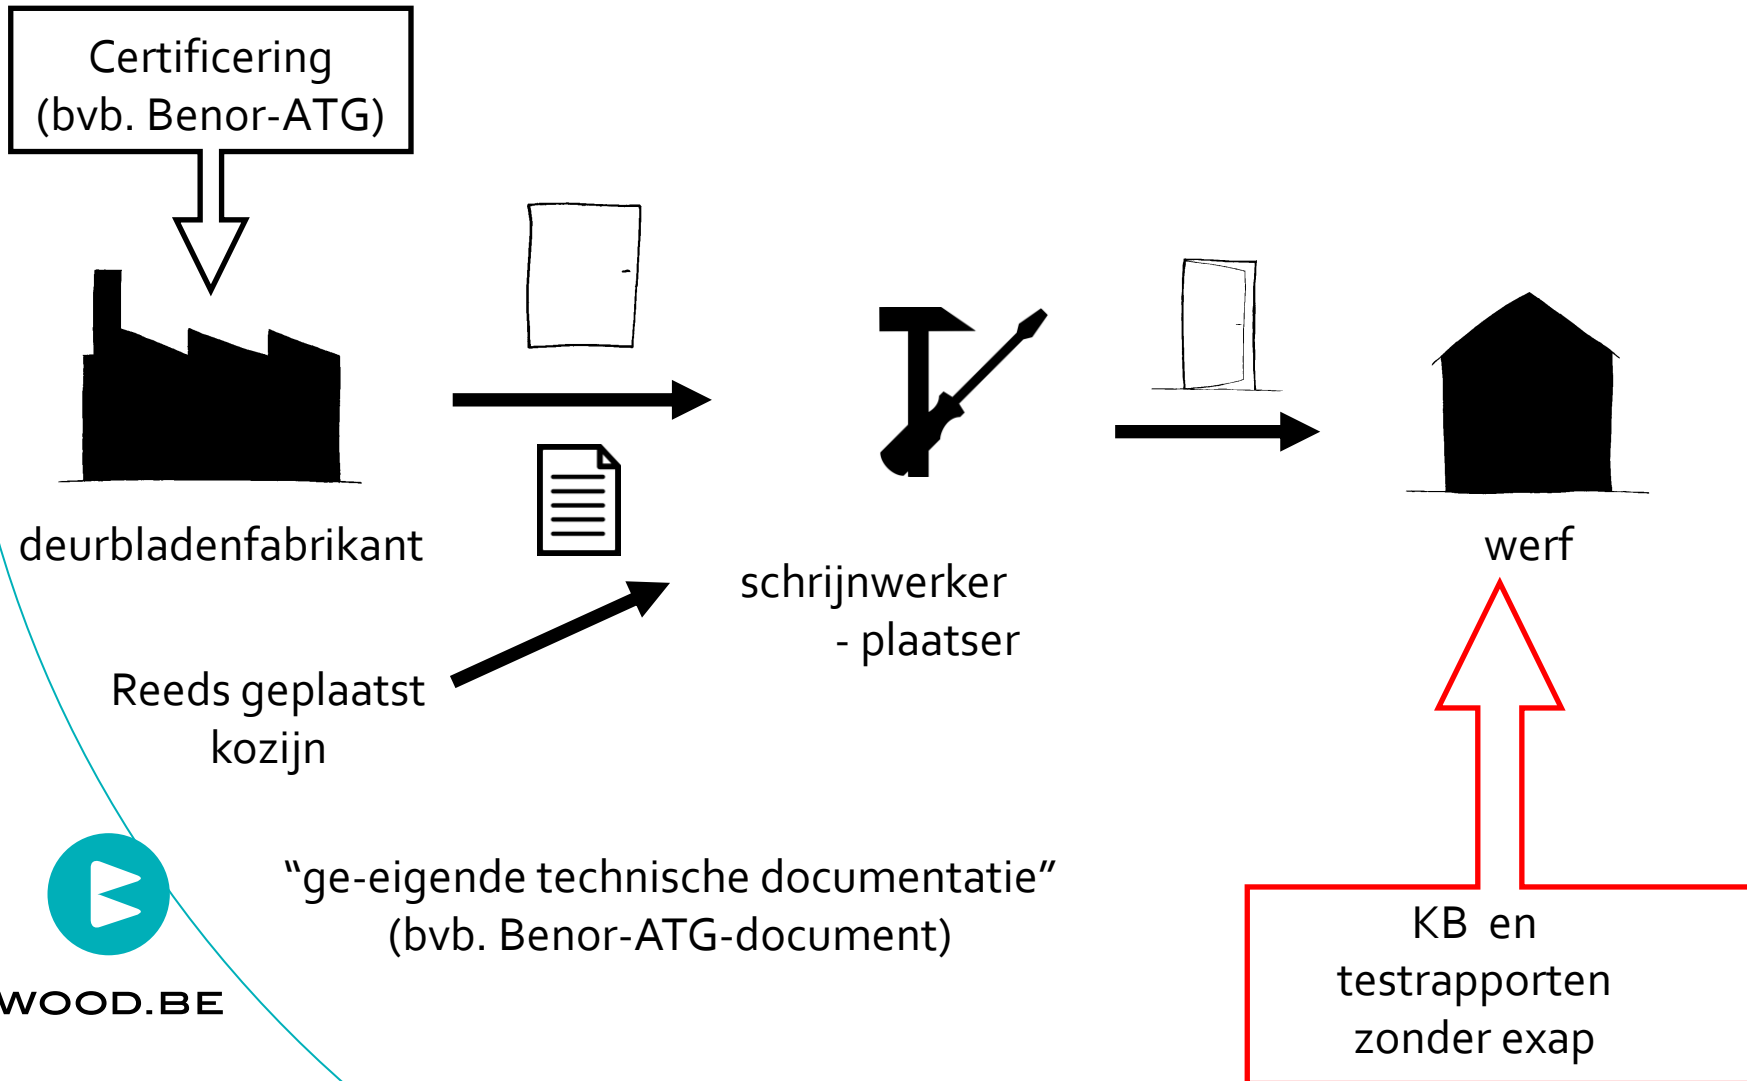 Certificering
(bvb. Benor-ATG)
deurbladenfabrikant
werf
schrijnwerker
- plaatser
Reeds geplaatst
kozijn
“ge-eigende technische documentatie”
(bvb. Benor-ATG-document)
KB en
testrapporten
zonder exap
WOOD.BE